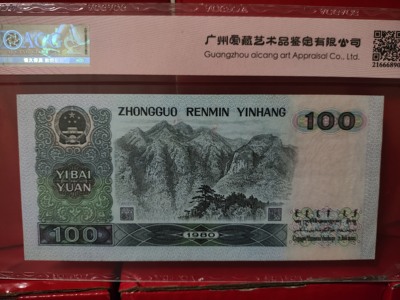 广州爱藏艺术品鉴定有限公司
Guangzhou aicang art Appraisal Co., Ltd.
21666890
ZHONGGUO RENMIN YINHANG
100
YIBAI
YUAN
100
1980